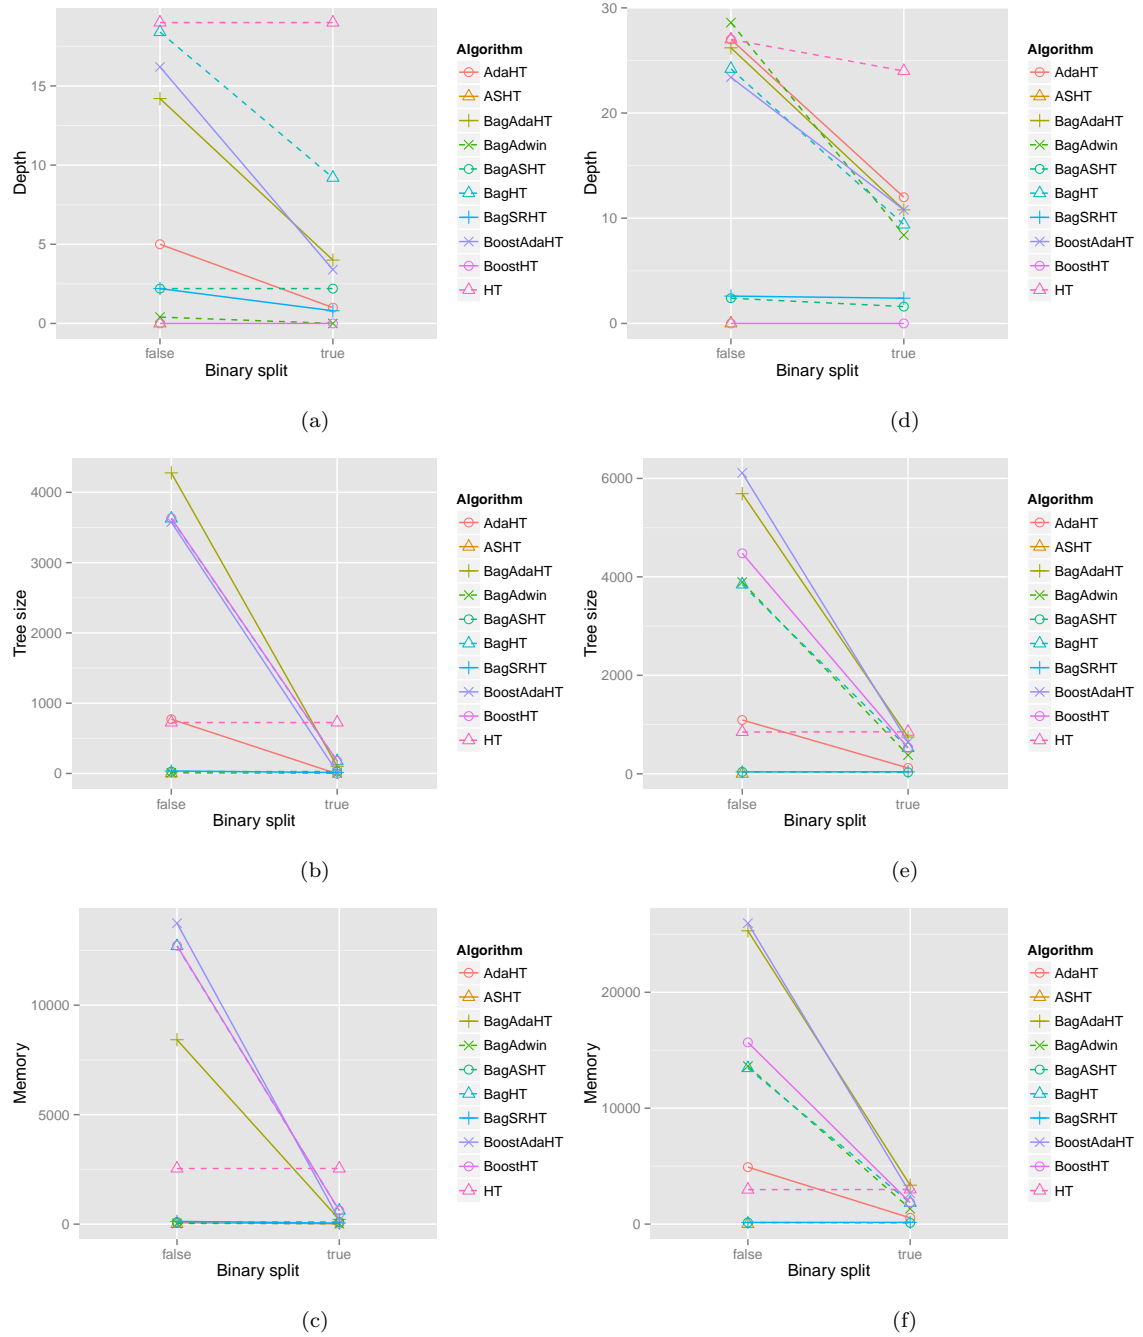 15
10
5
0
Depth
false
true
Binary split
Algorithm
AdaHT
ASHT
BagAdaHT
BagAdwin
BagASHT
BagHT
BagSRHT
BoostAdaHT
BoostHT
HT
(a)
30
20
10
0
Depth
false
true
Binary split
Algorithm
AdaHT
ASHT
BagAdaHT
BagAdwin
BagASHT
BagHT
BagSRHT
BoostAdaHT
BoostHT
HT
(d)
4000
3000
2000
1000
0
Tree size
false
true
Binary split
Algorithm
AdaHT
ASHT
BagAdaHT
BagAdwin
BagASHT
BagHT
BagSRHT
BoostAdaHT
BoostHT
HT
(b)
6000
4000
2000
0
Tree size
false
true
Binary split
Algorithm
AdaHT
ASHT
BagAdaHT
BagAdwin
BagASHT
BagHT
BagSRHT
BoostAdaHT
BoostHT
HT
(e)
10000
5000
0
Memory
false
true
Binary split
Algorithm
AdaHT
ASHT
BagAdaHT
BagAdwin
BagASHT
BagHT
BagSRHT
BoostAdaHT
BoostHT
HT
(c)
20000
10000
0
Memory
false
true
Binary split
Algorithm
AdaHT
ASHT
BagAdaHT
BagAdwin
BagASHT
BagHT
BagSRHT
BoostAdaHT
BoostHT
HT
(f)